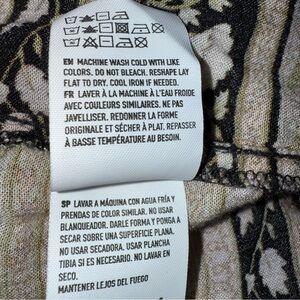 EN MACHINE WASH COLD WITH LIKE
COLORS. DO NOT BLEACH. RESHAPE LAY
FLAT TO DRY. COOL IRON IF NEEDED.
FR LAVER À LA MACHINE À L'EAU FROIDE
AVEC COULEURS SIMILAIRES. NE PAS
JAVELLISER. REDONNER LA FORME
ORIGINALE ET SÉCHER À PLAT. REPASSER
À BASSE TEMPÉRATURE AU BESOIN.
SP LAVAR A MÁQUINA CON AGUA FRÍA Y
PRENDAS DE COLOR SIMILAR. NO USAR
BLANQUEADOR. DARLE FORMA Y PONGA A
SECAR SOBRE UNA SUPERFICIE PLANA.
NO USAR SECADORA. USAR PLANCHA
TIBIA SI ES NECESARIO. NO LAVAR EN
SECO.
MANTENER LEJOS DEL FUEGO